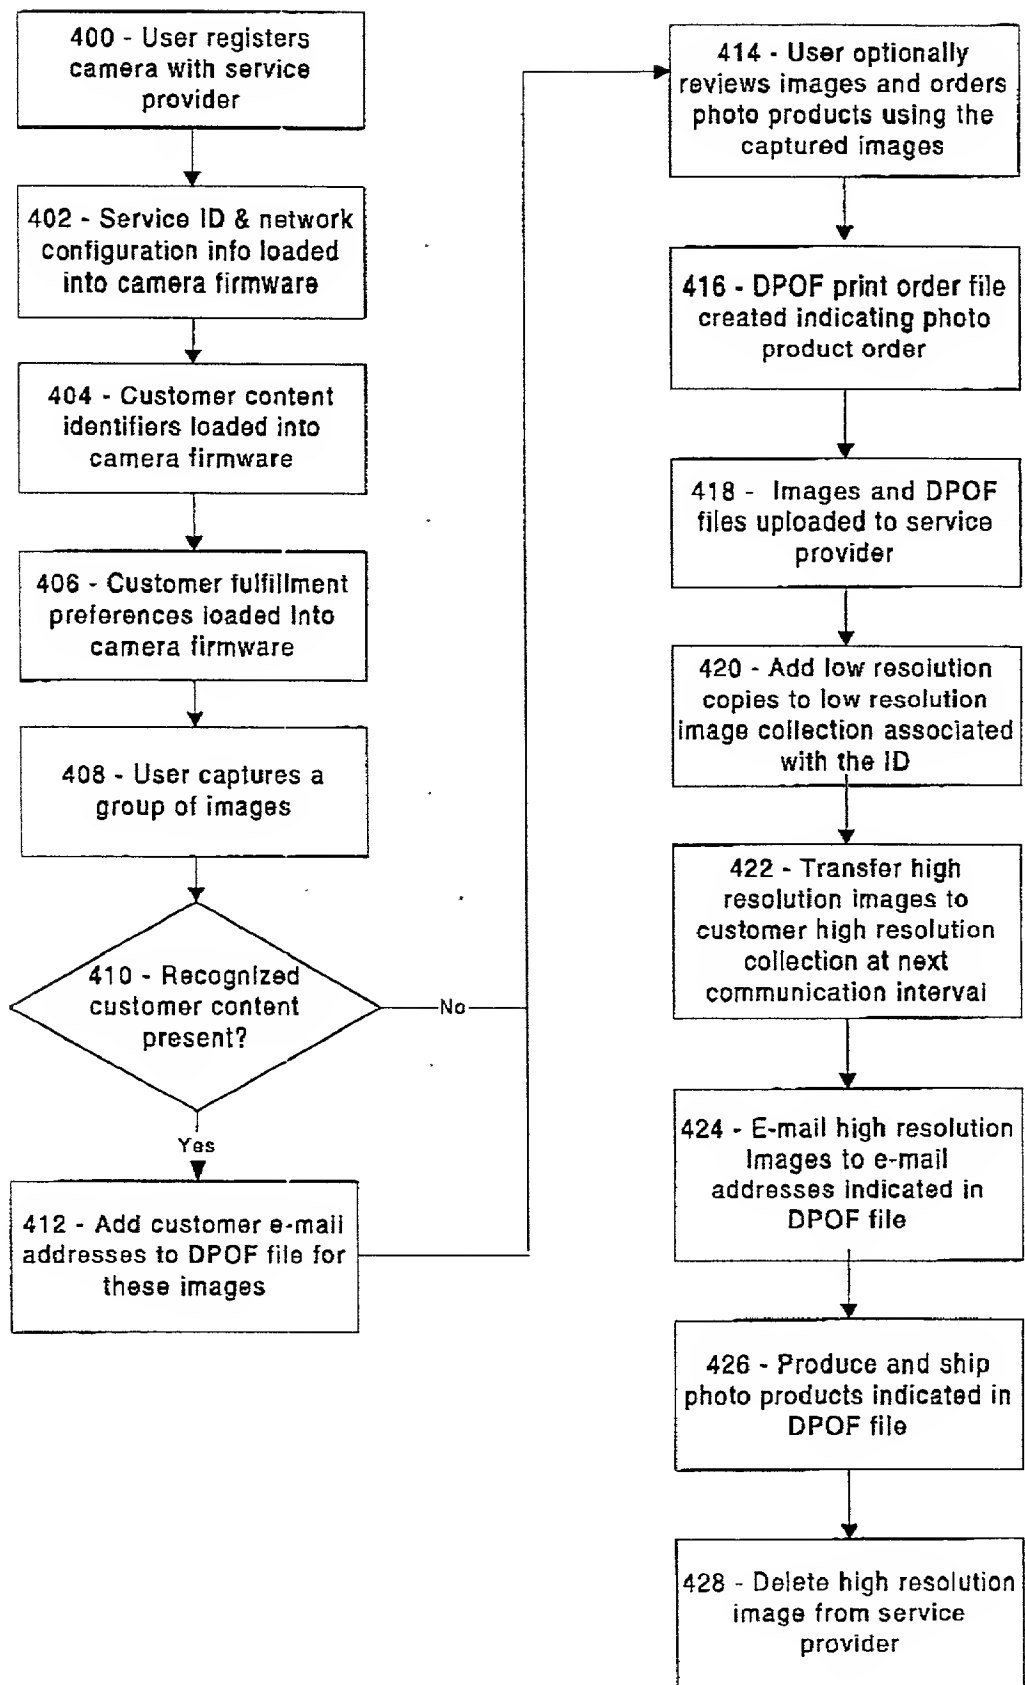 400 - User registers
camera with service
provider
402 - Service ID & network
configuration info loaded
into camera firmware
404 - Customer content
identifiers loaded into
camera firmware
406 - Customer fulfillment
preferences loaded into
camera firmware
408 - User captures a
group of images
410 - Recognized
customer content
present?
No
Yes
412 - Add customer e-mail
addresses to DPOF file for
these images
414 - User optionally
reviews images and orders
photo products using the
captured images
416 - DPOF print order file
created indicating photo
product order
418 - Images and DPOF
files uploaded to service
provider
420 - Add low resolution
copies to low resolution
image collection associated
with the ID
422 - Transfer high
resolution images to
customer high resolution
collection at next
communication interval
424 - E-mail high resolution
Images to e-mail
addresses indicated in
DPOF file
426 - Produce and ship
photo products indicated in
DPOF file
428 - Delete high resolution
image from service
provider